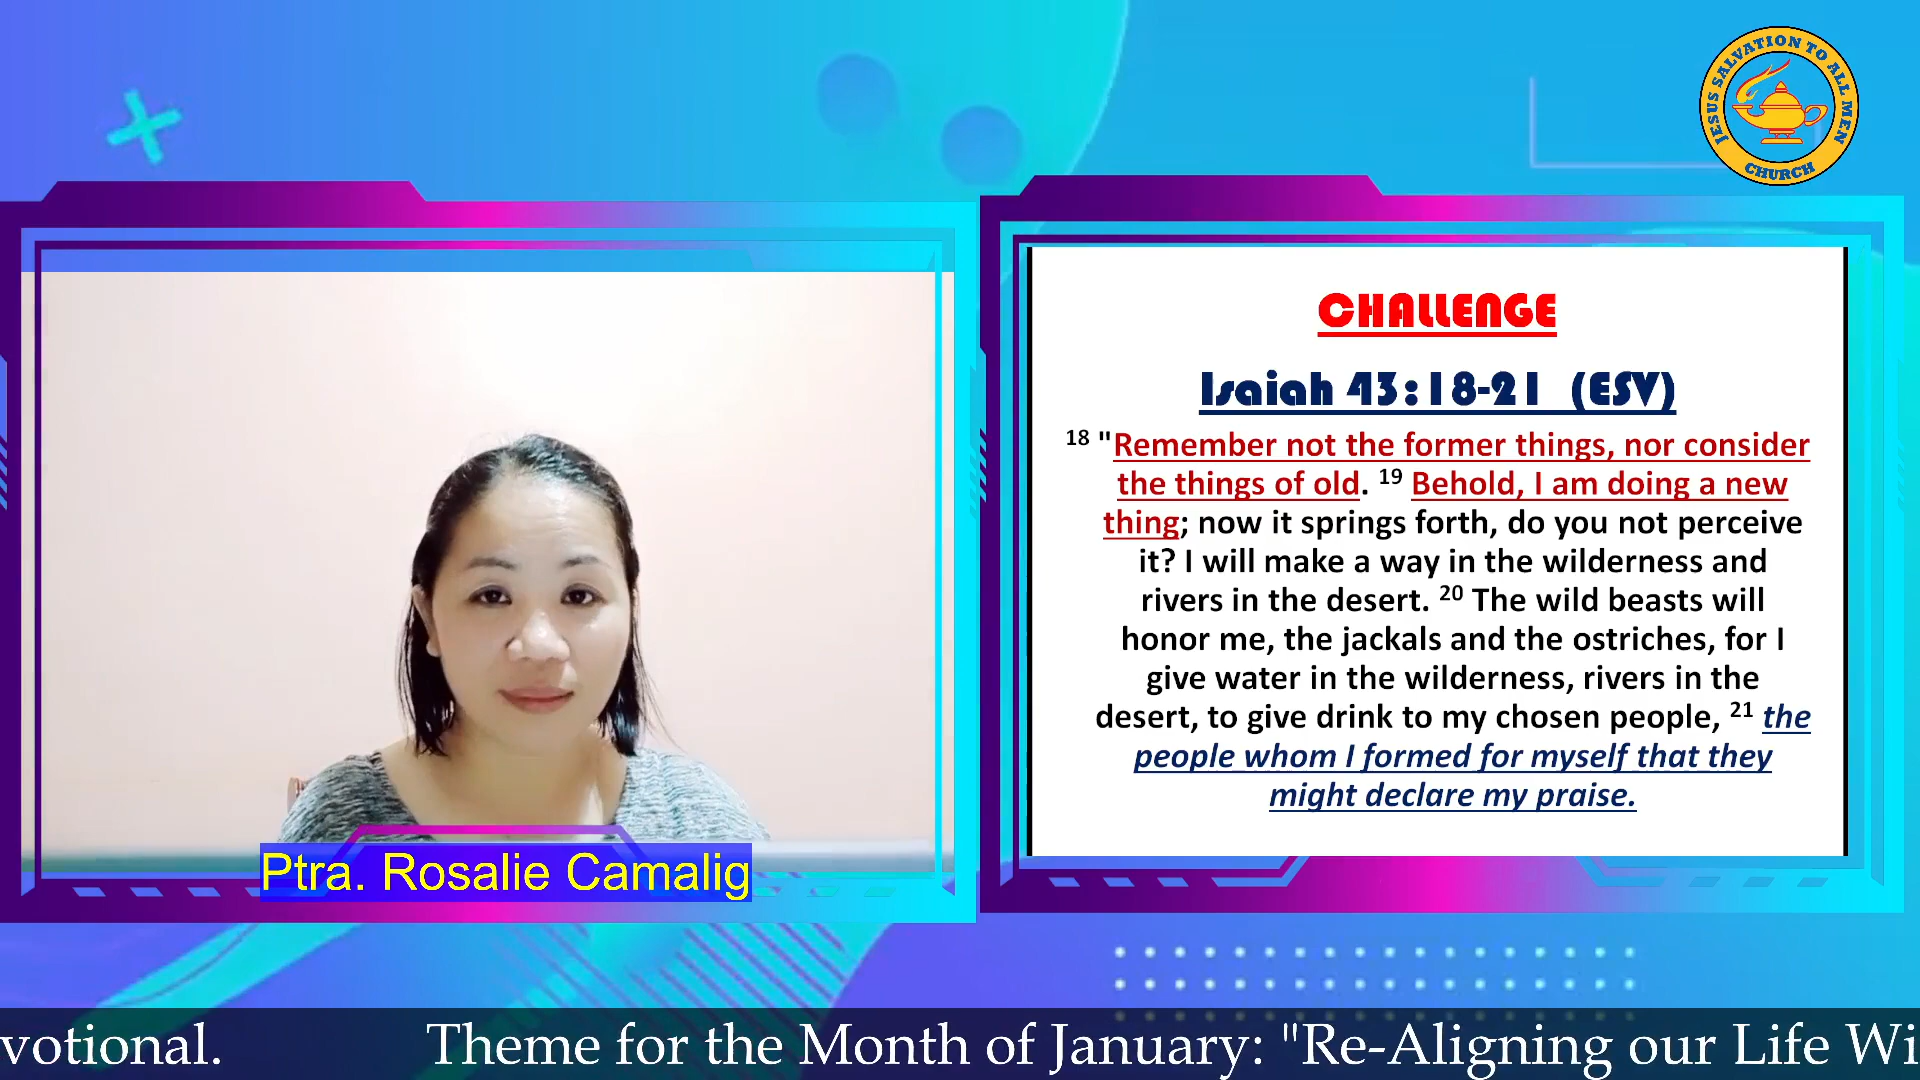 JESUS SALVATION TO ALL MEN
CHURCH
CHALLENGE
Isaiah 43:18-21 (ESV)
18 "Remember not the former things, nor consider
the things of old. 19 Behold, I am doing a new
thing; now it springs forth, do you not perceive
it? I will make a way in the wilderness and
rivers in the desert. 20 The wild beasts will
honor me, the jackals and the ostriches, for I
give water in the wilderness, rivers in the
desert, to give drink to my chosen people, 21 the
people whom I formed for myself that they
might declare my praise.
Ptra. Rosalie Camalig
votional. Theme for the Month of January: "Re-Aligning our Life Wi